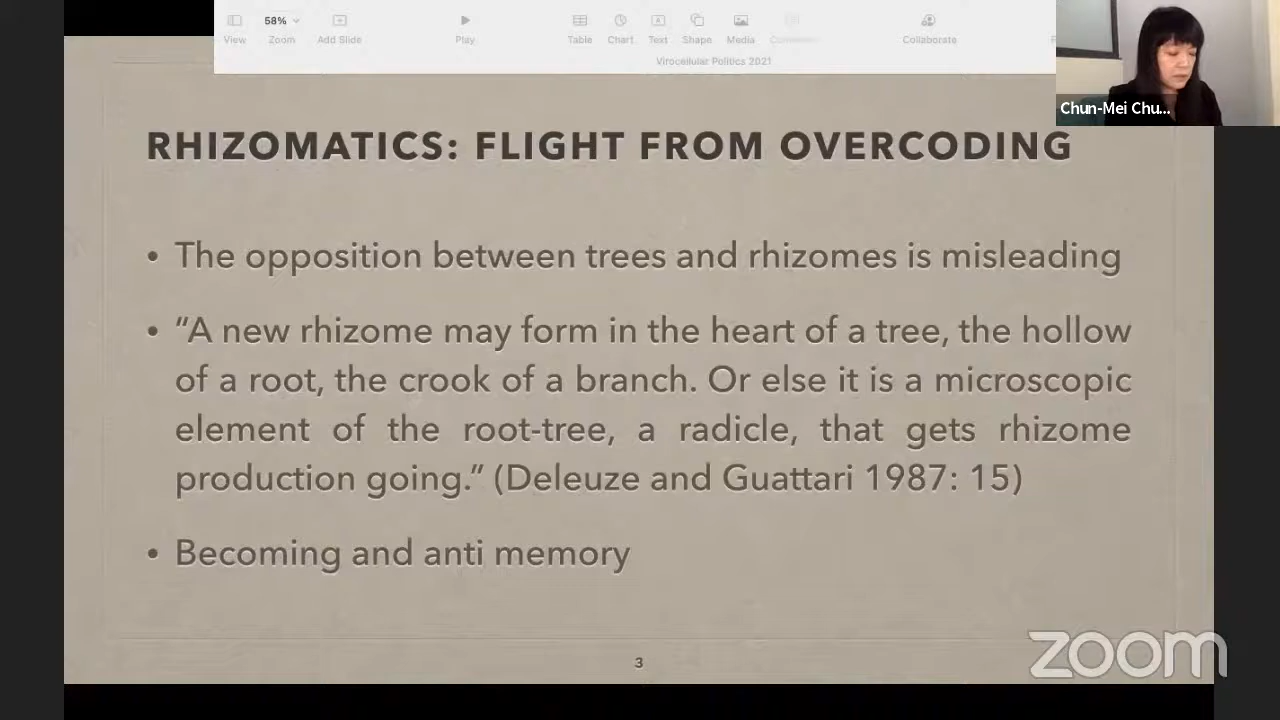 58%
View
Zoom
Add Slide
Play
Table
Chart
Text
Shape
Media
Comment
Collaborate
Virocellular Politics 2021
Chun-Mei Chu...
RHIZOMATICS: FLIGHT FROM OVERCODING
• The opposition between trees and rhizomes is misleading
• “A new rhizome may form in the heart of a tree, the hollow
of a root, the crook of a branch. Or else it is a microscopic
element of the root-tree, a radicle, that gets rhizome
production going.” (Deleuze and Guattari 1987: 15)
• Becoming and anti memory
3
zoom